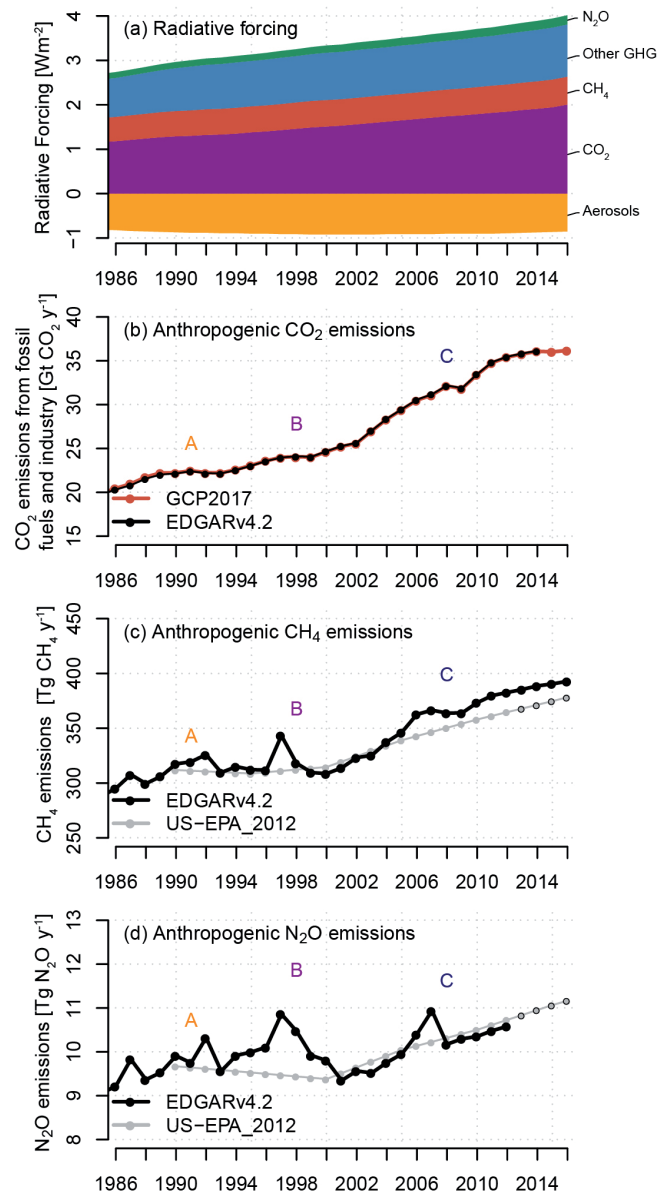 (a) Radiative forcing
Radiative Forcing [Wm⁻²]
4
3
2
1
0
−1
N₂O
Other GHG
CH₄
CO₂
Aerosols
1986 1990 1994 1998 2002 2006 2010 2014
(b) Anthropogenic CO₂ emissions
CO₂ emissions from fossil
fuels and industry [Gt CO₂ y⁻¹]
40
35
30
25
20
15
A
B
C
GCP2017
EDGARv4.2
1986 1990 1994 1998 2002 2006 2010 2014
(c) Anthropogenic CH₄ emissions
CH₄ emissions [Tg CH₄ y⁻¹]
450
400
350
300
250
A
B
C
EDGARv4.2
US−EPA_2012
1986 1990 1994 1998 2002 2006 2010 2014
(d) Anthropogenic N₂O emissions
N₂O emissions [Tg N₂O y⁻¹]
13
12
11
10
9
8
A
B
C
EDGARv4.2
US−EPA_2012
1986 1990 1994 1998 2002 2006 2010 2014